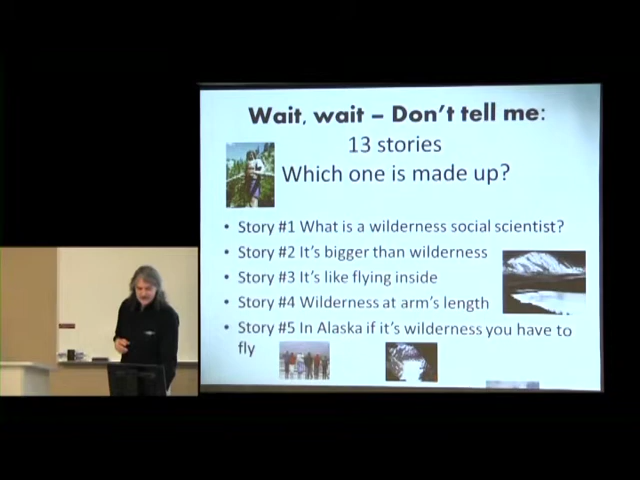 Wait, wait – Don't tell me:
13 stories
Which one is made up?
• Story #1 What is a wilderness social scientist?
• Story #2 It's bigger than wilderness
• Story #3 It's like flying inside
• Story #4 Wilderness at arm's length
• Story #5 In Alaska if it's wilderness you have to
fly